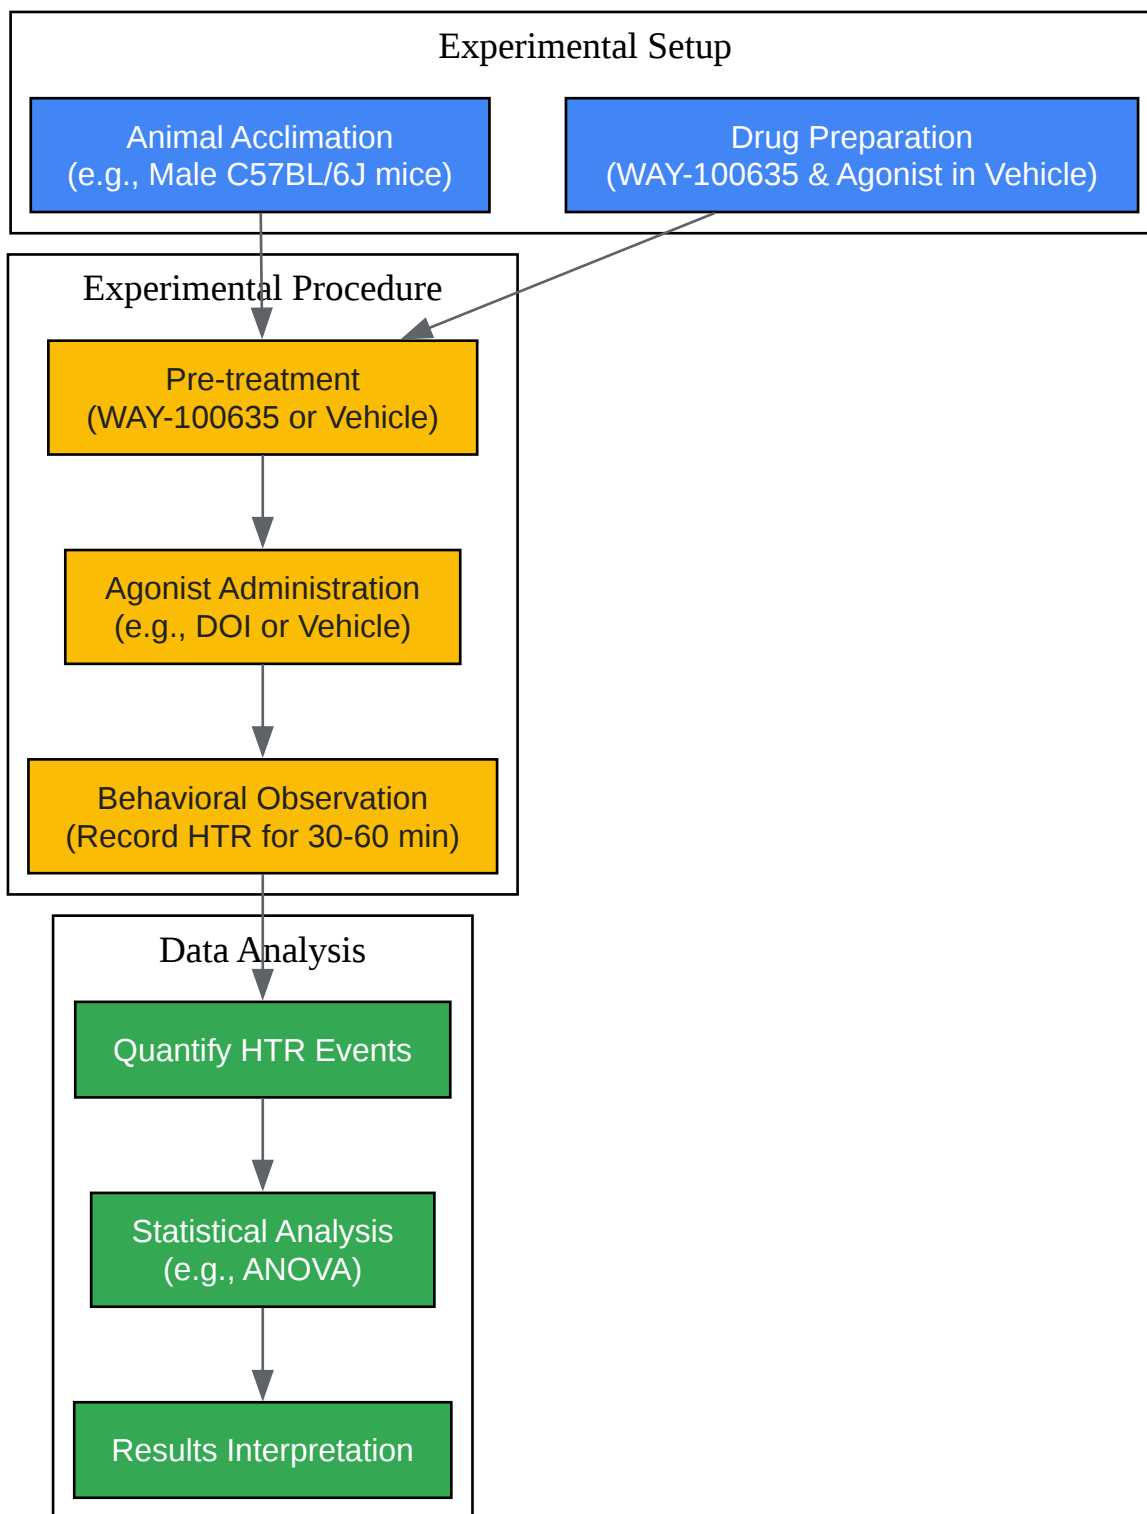 Experimental Setup
Animal Acclimation
(e.g., Male C57BL/6J mice)
Drug Preparation
(WAY-100635 & Agonist in Vehicle)
Experimental Procedure
Pre-treatment
(WAY-100635 or Vehicle)
Agonist Administration
(e.g., DOI or Vehicle)
Behavioral Observation
(Record HTR for 30-60 min)
Data Analysis
Quantify HTR Events
Statistical Analysis
(e.g., ANOVA)
Results Interpretation